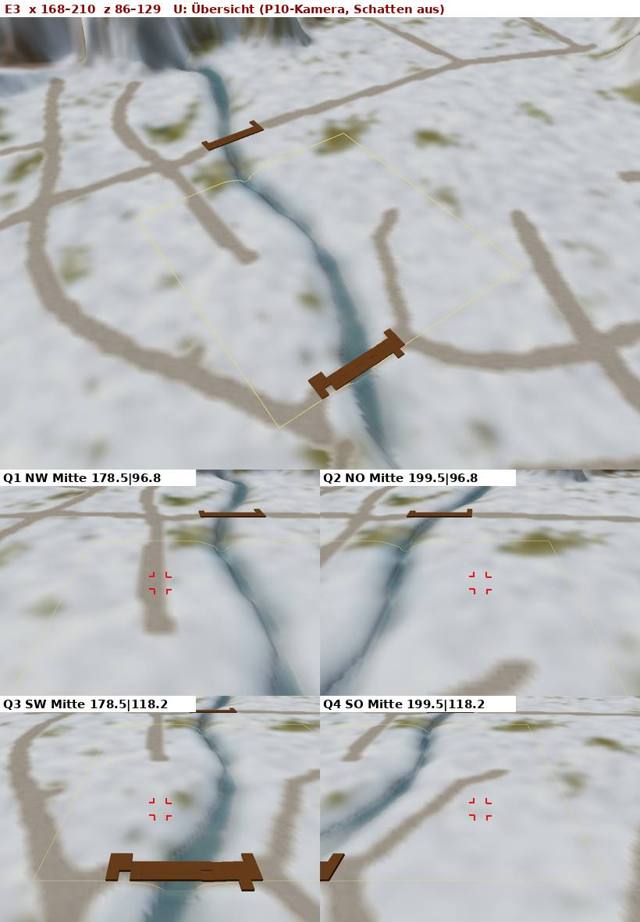 E3 x 168–210 z 86–129 U: Übersicht (P10-Kamera, Schatten aus)
Q1 NW Mitte 178.5|96.8
Q2 NO Mitte 199.5|96.8
Q3 SW Mitte 178.5|118.2
Q4 SO Mitte 199.5|118.2